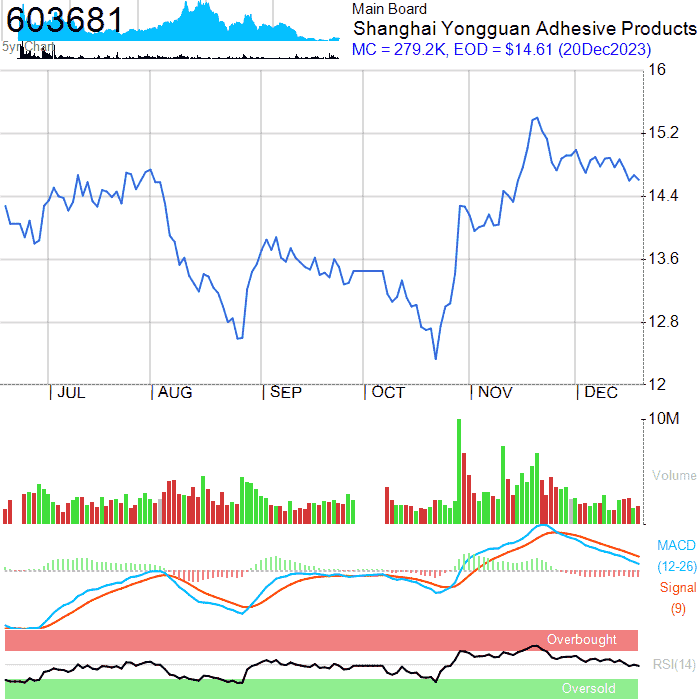 603681
5yr Chart
Main Board
Shanghai Yongguan Adhesive Products
MC = 279.2K, EOD = $14.61 (20Dec2023)
16
15.2
14.4
13.6
12.8
12
JUL
AUG
SEP
OCT
NOV
DEC
10M
Volume
MACD
(12-26)
Signal
(9)
Overbought
RSI(14)
Oversold